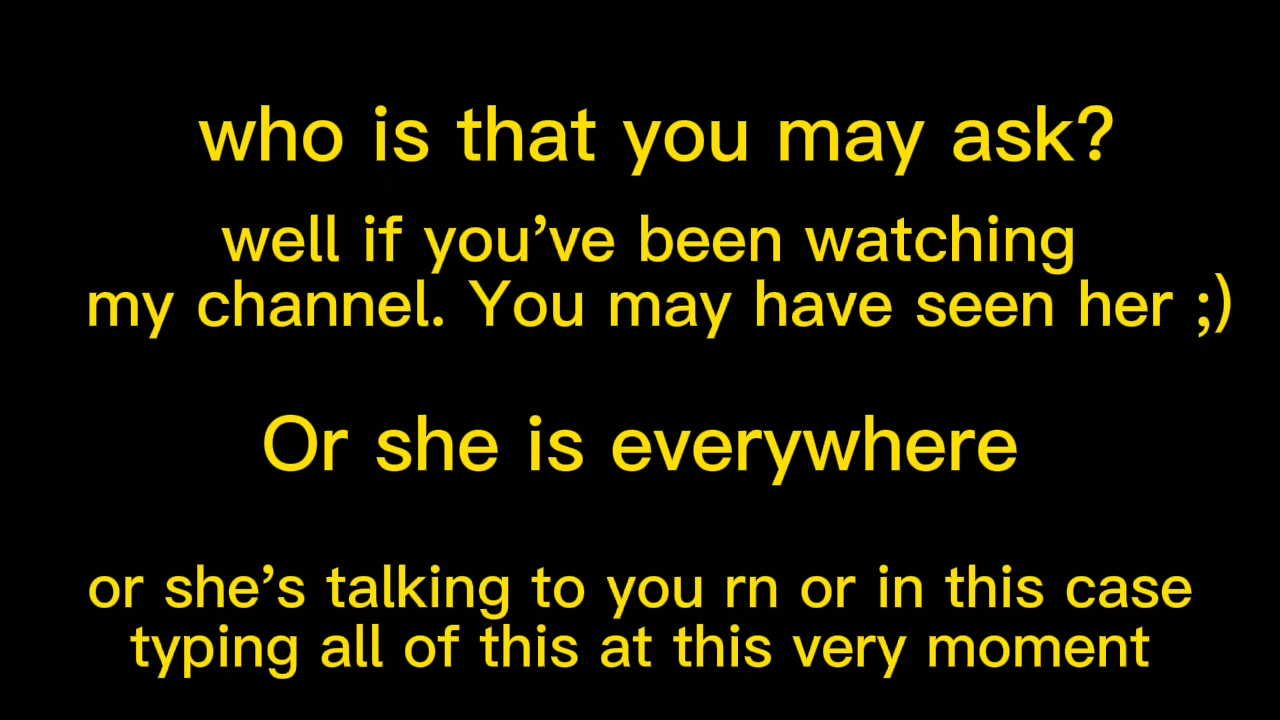 who is that you may ask?
well if you’ve been watching
my channel. You may have seen her ;)
Or she is everywhere
or she’s talking to you rn or in this case
typing all of this at this very moment